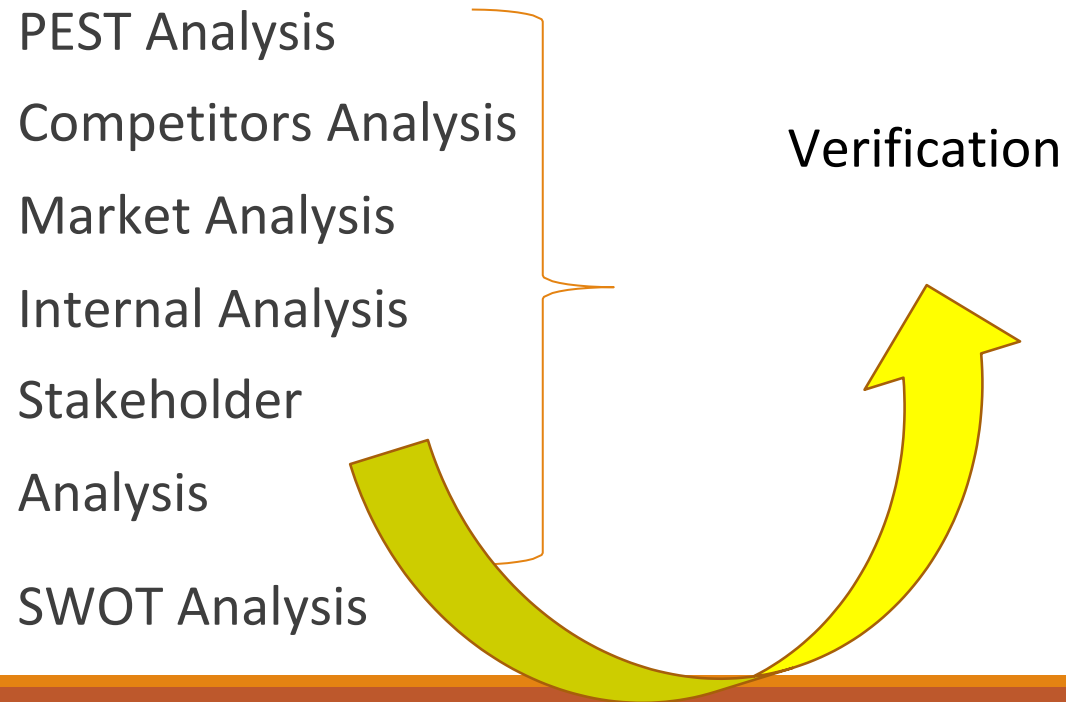 PEST Analysis
Competitors Analysis
Verification
Market Analysis
Internal Analysis
Stakeholder
Analysis
SWOT Analysis